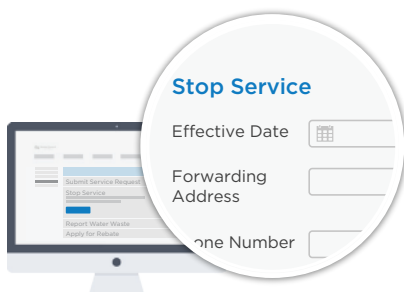 Stop Service
Effective Date
Forwarding
Address
one Number
Submit Service Request
Stop Service
Report Water Waste
Apply for Rebate